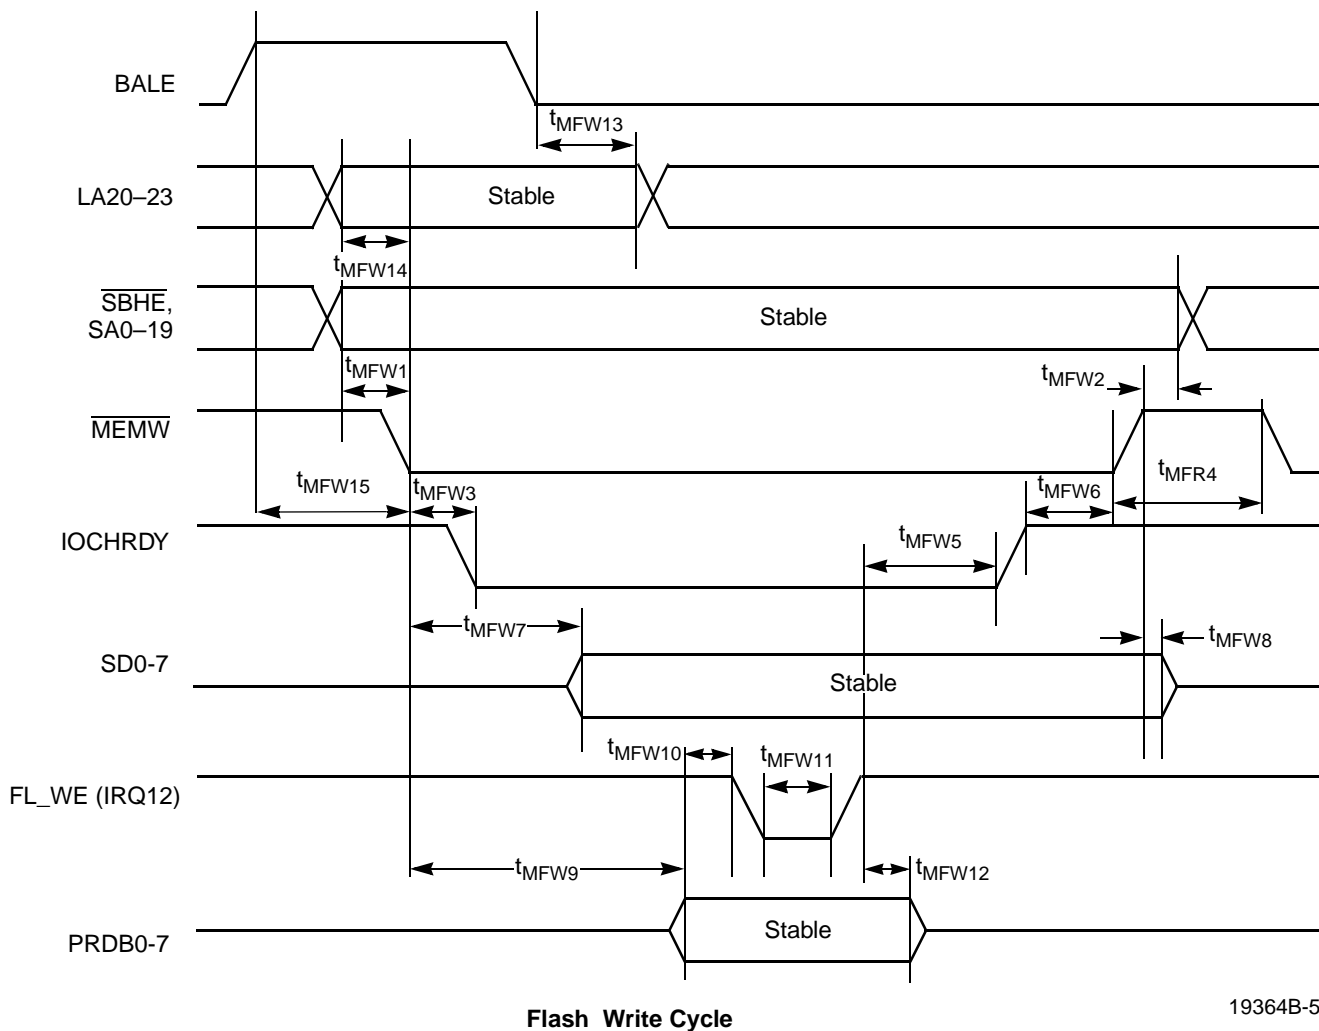 BALE
tMFW13
LA20–23
Stable
tMFW14
SBHE,
SA0–19
Stable
tMFW1
tMFW2
MEMW
tMFW15
tMFW3
tMFW6
tMFR4
IOCHRDY
tMFW5
tMFW7
tMFW8
SD0-7
Stable
tMFW10
tMFW11
FL_WE (IRQ12)
tMFW9
tMFW12
PRDB0-7
Stable
19364B-5
Flash Write Cycle